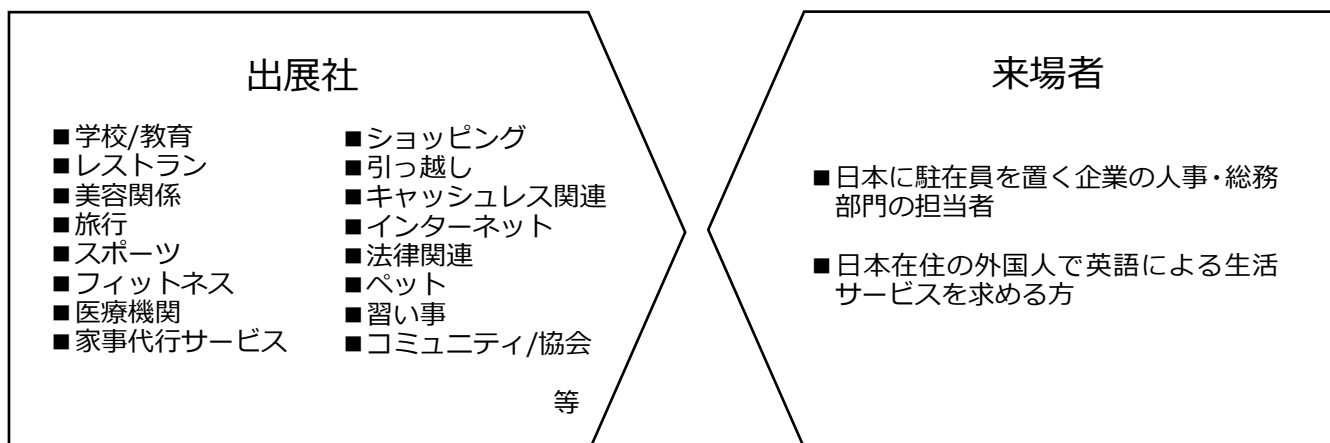 出展社
■学校/教育
■レストラン
■美容関係
■旅行
■スポーツ
■フィットネス
■医療機関
■家事代行サービス
■ショッピング
■引っ越し
■キャッシュレス関連
■インターネット
■法律関連
■ペット
■習い事
■コミュニティ/協会
等
来場者
■日本に駐在員を置く企業の人事・総務
部門の担当者
■日本在住の外国人で英語による生活
サービスを求める方